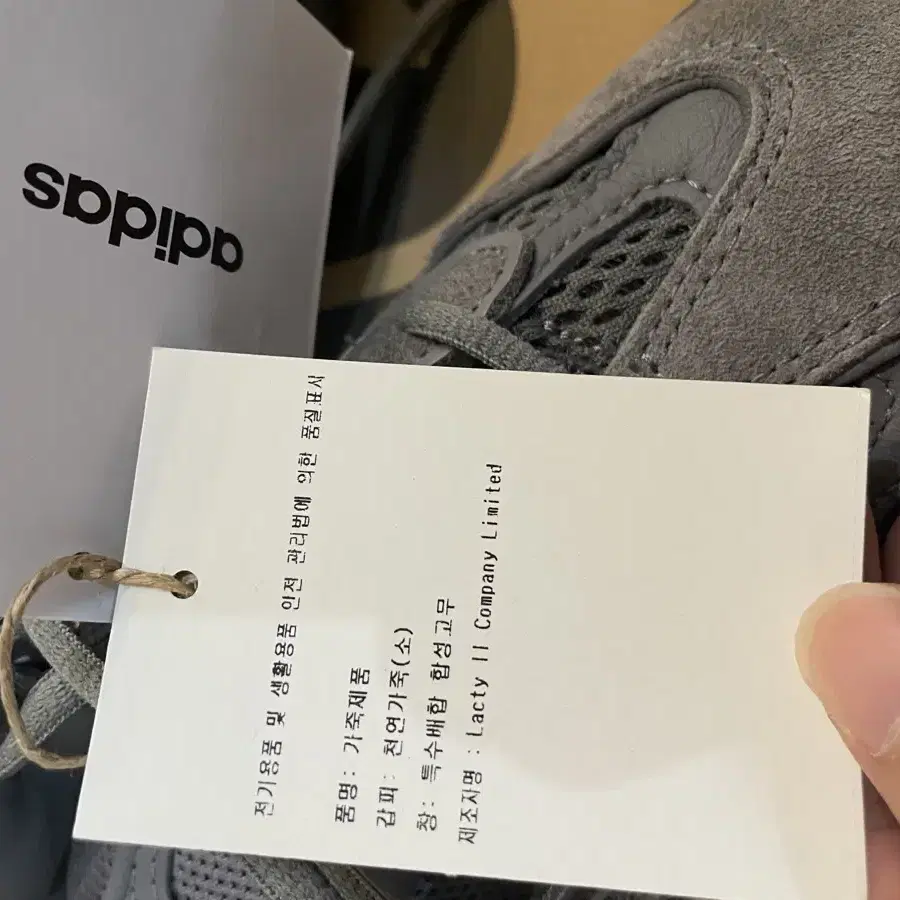 adidas
전기용품 및 생활용품 안전 관리법에 의한 품질표시
품명: 가죽제품
갑피: 천연가죽(소)
창: 특수배합 합성고무
제조자명 : Lacty II Company Limited